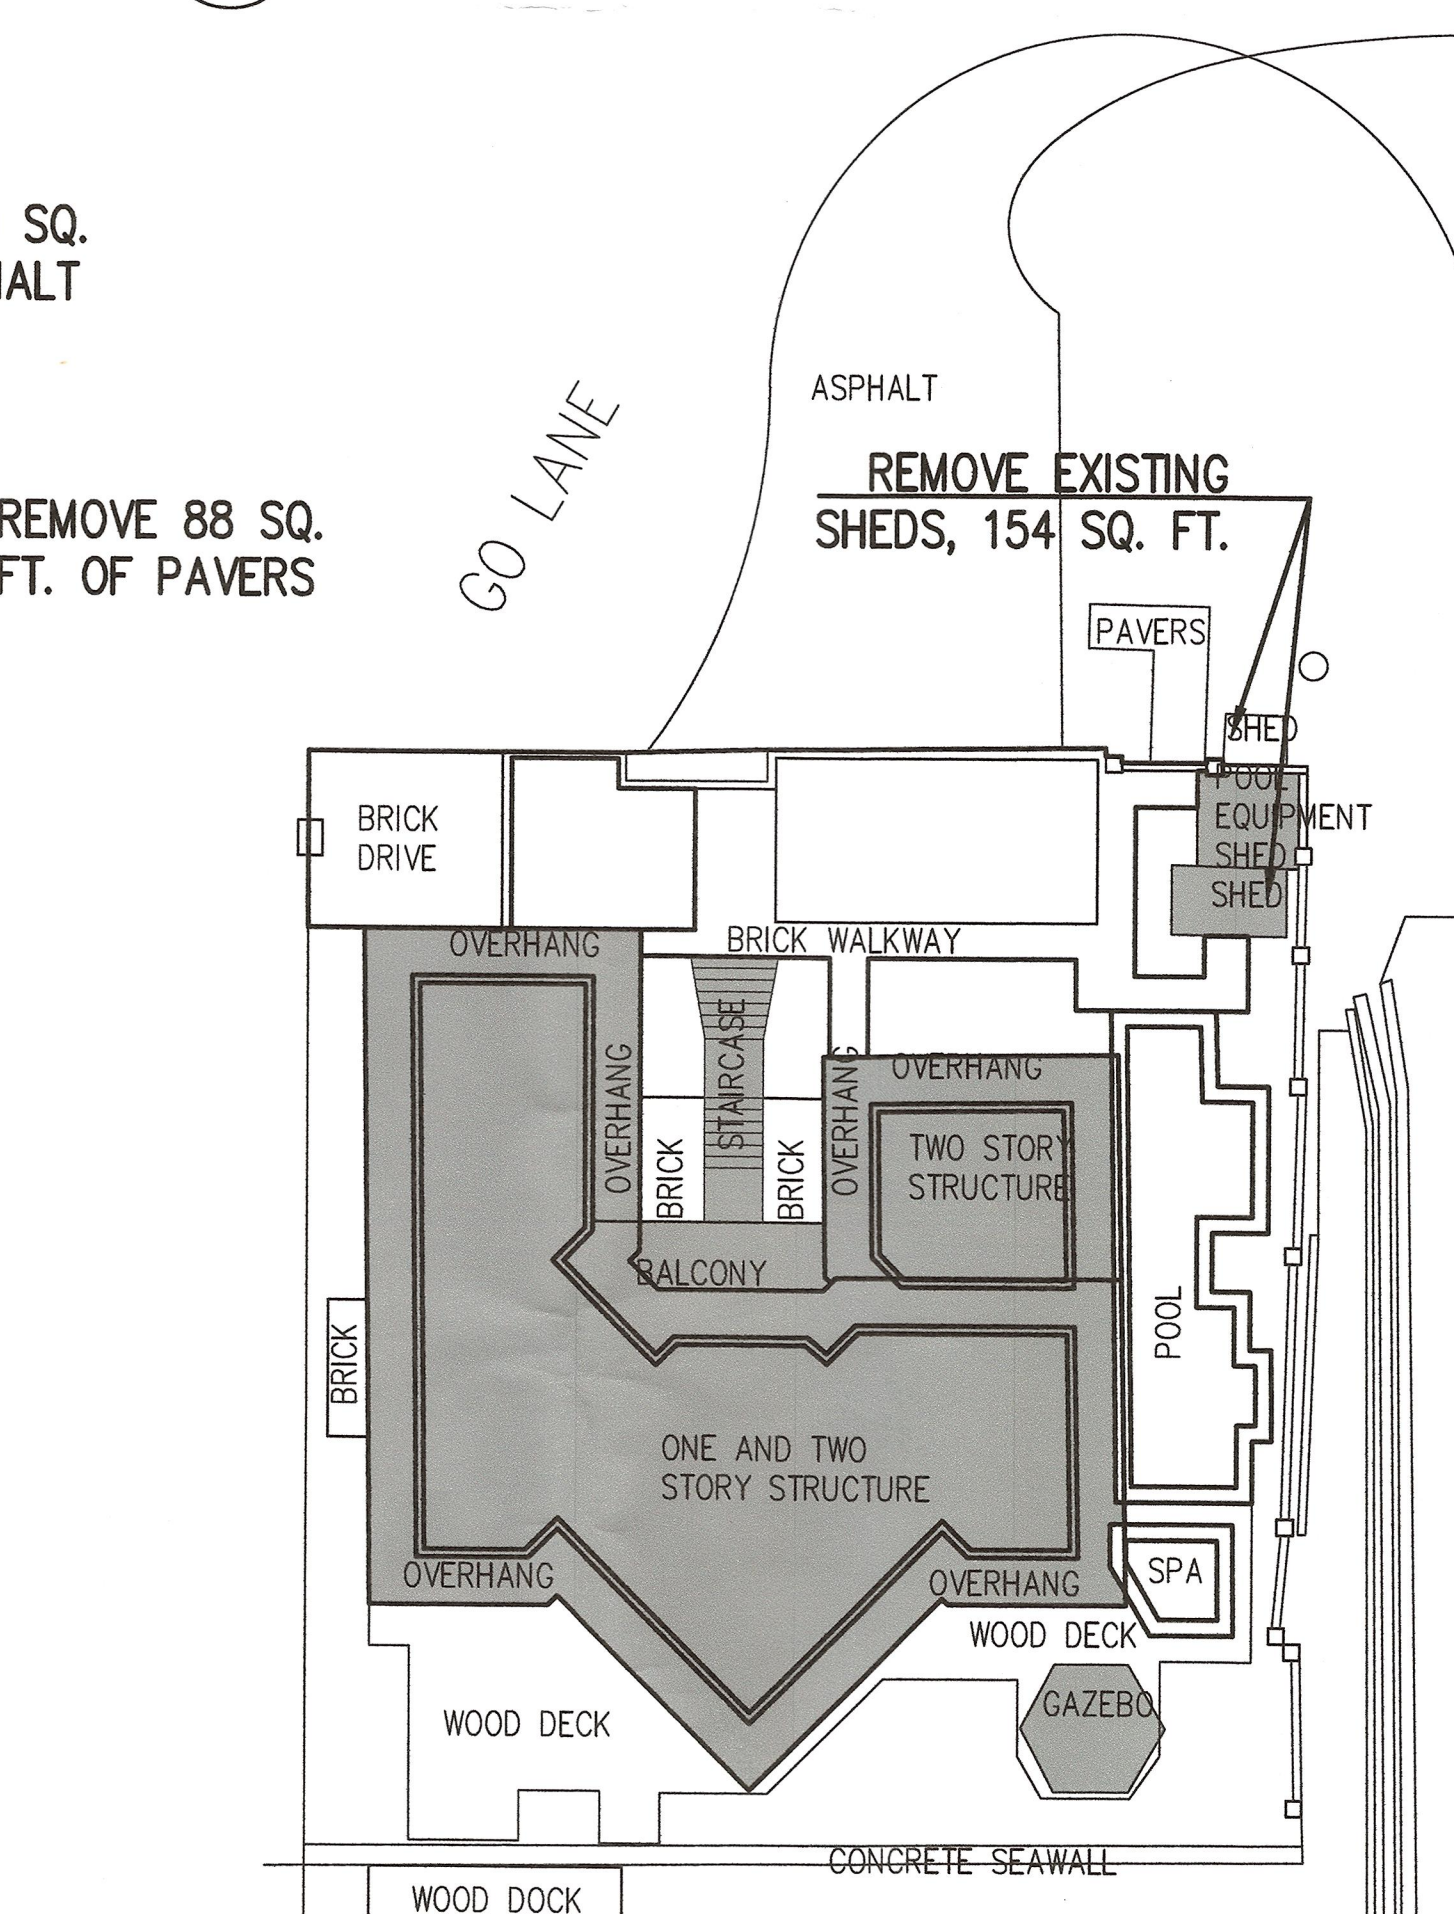 SQ.
HALT
ASPHALT
GO LANE
REMOVE EXISTING
SHEDS, 154 SQ. FT.
REMOVE 88 SQ.
FT. OF PAVERS
PAVERS
SHED
POOL
EQUIPMENT
SHED
SHED
BRICK
DRIVE
OVERHANG
BRICK WALKWAY
STAIRCASE
OVERHANG
OVERHANG
OVERHANG
BRICK
BRICK
TWO STORY
STRUCTURE
BALCONY
POOL
BRICK
ONE AND TWO
STORY STRUCTURE
OVERHANG
OVERHANG
SPA
WOOD DECK
GAZEBO
WOOD DECK
CONCRETE SEAWALL
WOOD DOCK